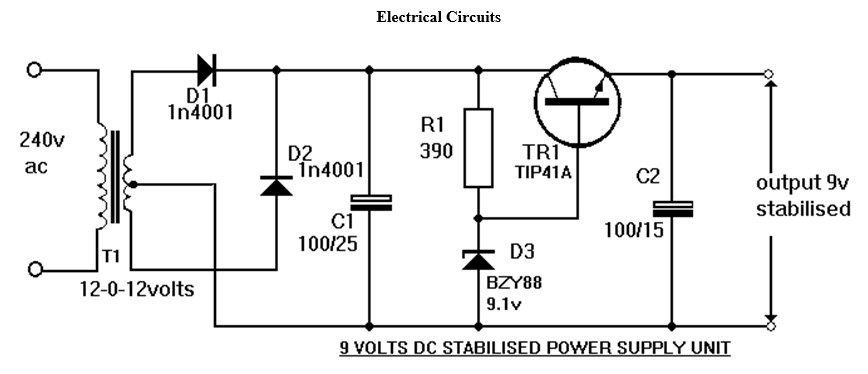 Electrical Circuits
D1
1n4001
240v
ac
D2
1n4001
R1
390
TR1
TIP41A
C2
output 9v
stabilised
C1
100/25
100/15
T1
12-0-12volts
D3
BZY88
9.1v
9 VOLTS DC STABILISED POWER SUPPLY UNIT